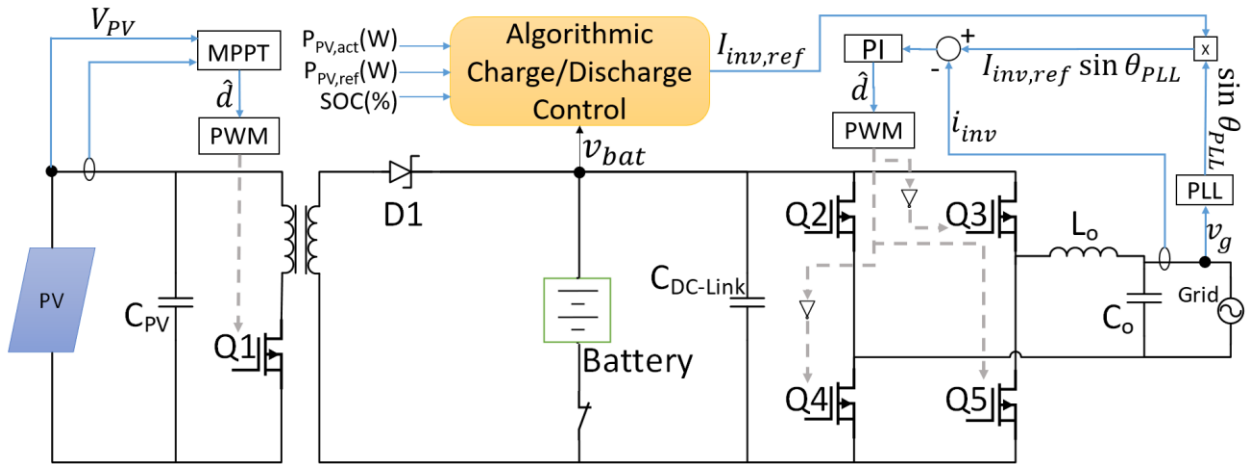 V_PV
MPPT
d̂
PWM
P_PV,act(W)
P_PV,ref(W)
SOC(%)
Algorithmic
Charge/Discharge
Control
I_inv,ref
v_bat
PI
d̂
PWM
+
-
I_inv,ref sin θ_PLL
x
sin θ_PLL
i_inv
PLL
v_g
D1
Q2
Q3
L_o
PV
C_PV
Q1
Battery
C_DC-Link
C_o
Grid
Q4
Q5